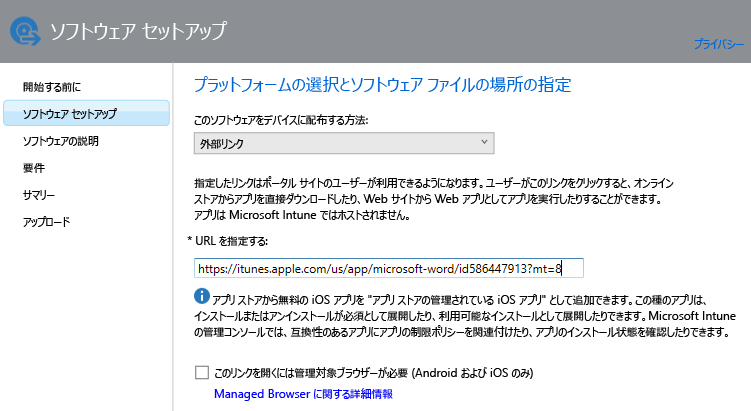 ソフトウェア セットアップ
プライバシー
開始する前に
ソフトウェア セットアップ
ソフトウェアの説明
要件
サマリー
アップロード
プラットフォームの選択とソフトウェア ファイルの場所の指定
このソフトウェアをデバイスに配布する方法:
外部リンク
指定したリンクはポータル サイトのユーザーが利用できるようになります。ユーザーがこのリンクをクリックすると、オンライン
ストアからアプリを直接ダウンロードしたり、Web サイトから Web アプリとしてアプリを実行したりすることができます。
アプリは Microsoft Intune ではホストされません。
* URL を指定する:
https://itunes.apple.com/us/app/microsoft-word/id586447913?mt=8
アプリ ストアから無料の iOS アプリを "アプリ ストアの管理されている iOS アプリ" として追加できます。この種のアプリは、
インストールまたはアンインストールが必須として展開したり、利用可能なインストールとして展開したりできます。Microsoft Intune
の管理コンソールでは、互換性のあるアプリにアプリの制限ポリシーを関連付けたり、アプリのインストール状態を確認したりできます。
このリンクを開くには管理対象ブラウザーが必要 (Android および iOS のみ)
Managed Browser に関する詳細情報